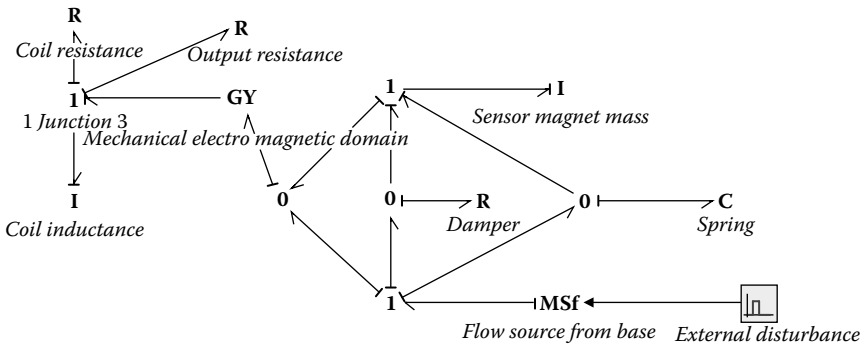 R
R
Coil resistance
Output resistance
1
GY
1
I
1 Junction 3
Sensor magnet mass
Mechanical electro magnetic domain
I
0
0
R
0
C
Coil inductance
Damper
Spring
1
MSf
Flow source from base
External disturbance